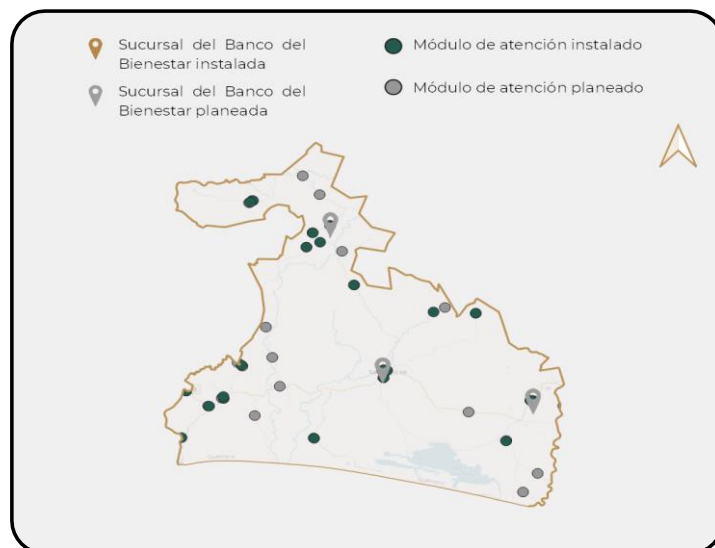 Sucursal del Banco del
Bienestar instalada
Sucursal del Banco del
Bienestar planeada
Módulo de atención instalado
Módulo de atención planeado